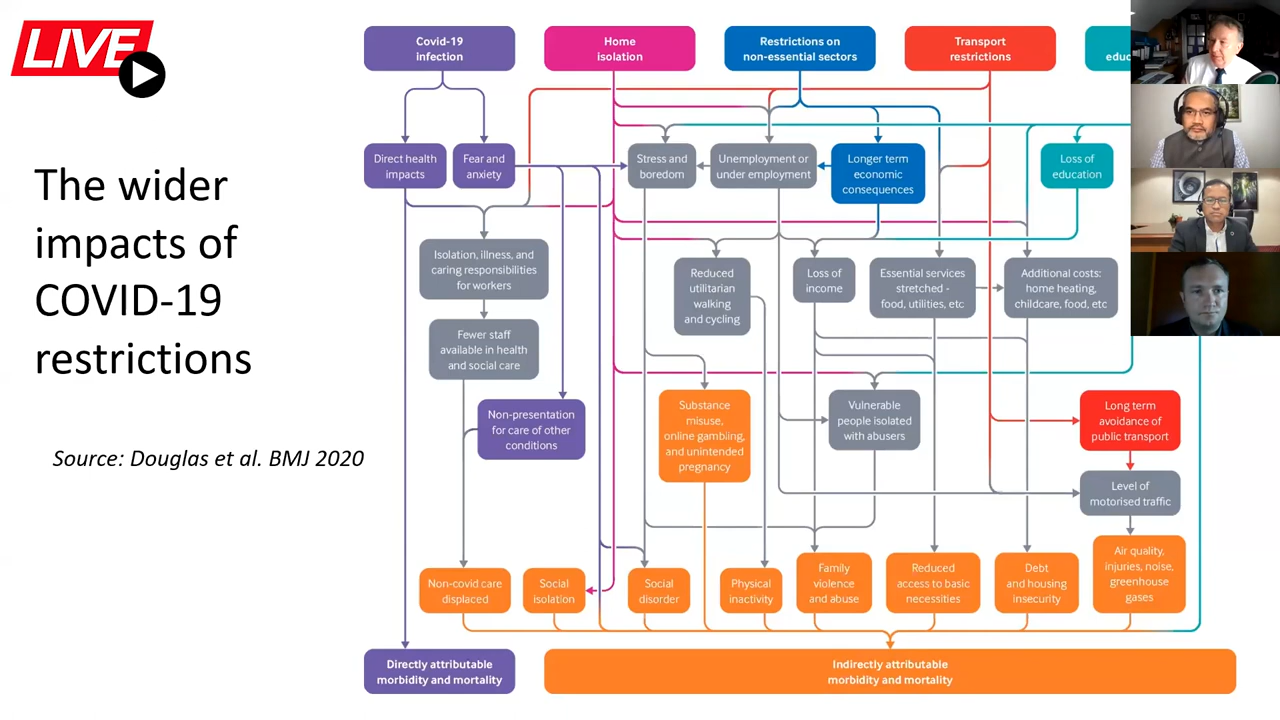 LIVE
The wider
impacts of
COVID-19
restrictions
Source: Douglas et al. BMJ 2020
Covid-19
infection
Home
isolation
Restrictions on
non-essential sectors
Transport
restrictions
Direct health
impacts
Fear and
anxiety
Stress and
boredom
Unemployment or
under employment
Longer term
economic
consequences
Loss of
education
Isolation, illness, and
caring responsibilities
for workers
Reduced
utilitarian
walking
and cycling
Loss of
income
Essential services
stretched -
food, utilities, etc
Additional costs:
home heating,
childcare, food, etc
Fewer staff
available in health
and social care
Non-presentation
for care of other
conditions
Substance
misuse,
online gambling,
and unintended
pregnancy
Vulnerable
people isolated
with abusers
Long term
avoidance of
public transport
Level of
motorised traffic
Non-covid care
displaced
Social
isolation
Social
disorder
Physical
inactivity
Family
violence
and abuse
Reduced
access to basic
necessities
Debt
and housing
insecurity
Air quality,
injuries, noise,
greenhouse
gases
Directly attributable
morbidity and mortality
Indirectly attributable
morbidity and mortality